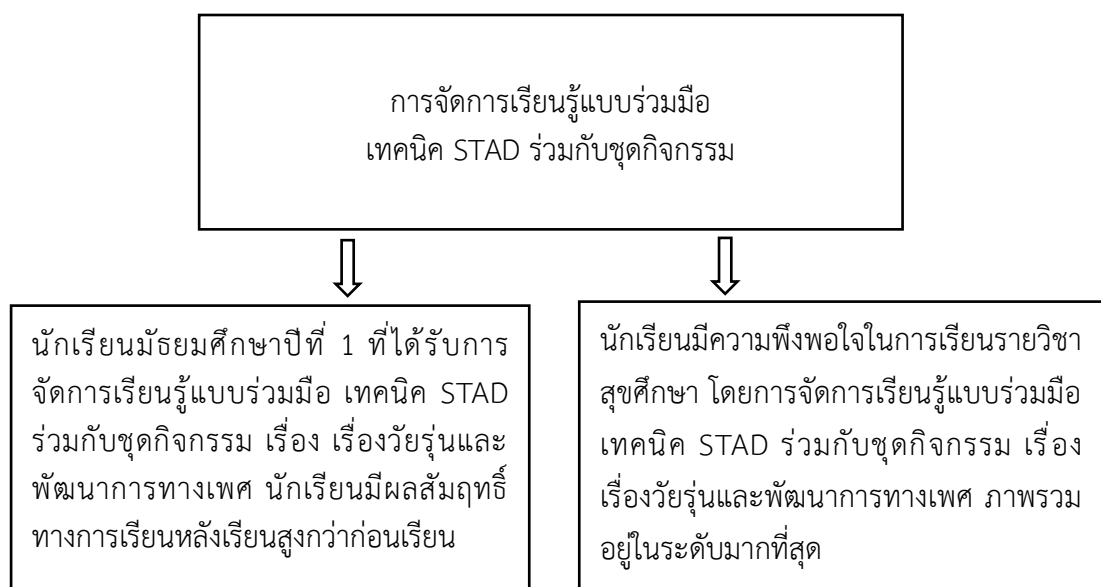 การจัดการเรียนรู้แบบร่วมมือ
เทคนิค STAD ร่วมกับชุดกิจกรรม
นักเรียนมัธยมศึกษาปีที่ 1 ที่ได้รับการ
จัดการเรียนรู้แบบร่วมมือ เทคนิค STAD
ร่วมกับชุดกิจกรรม เรื่อง เรื่องวัยรุ่นและ
พัฒนาการทางเพศ นักเรียนมีผลสัมฤทธิ์
ทางการเรียนหลังเรียนสูงกว่าก่อนเรียน
นักเรียนมีความพึงพอใจในการเรียนรายวิชา
สุขศึกษา โดยการจัดการเรียนรู้แบบร่วมมือ
เทคนิค STAD ร่วมกับชุดกิจกรรม เรื่อง
เรื่องวัยรุ่นและพัฒนาการทางเพศ ภาพรวม
อยู่ในระดับมากที่สุด